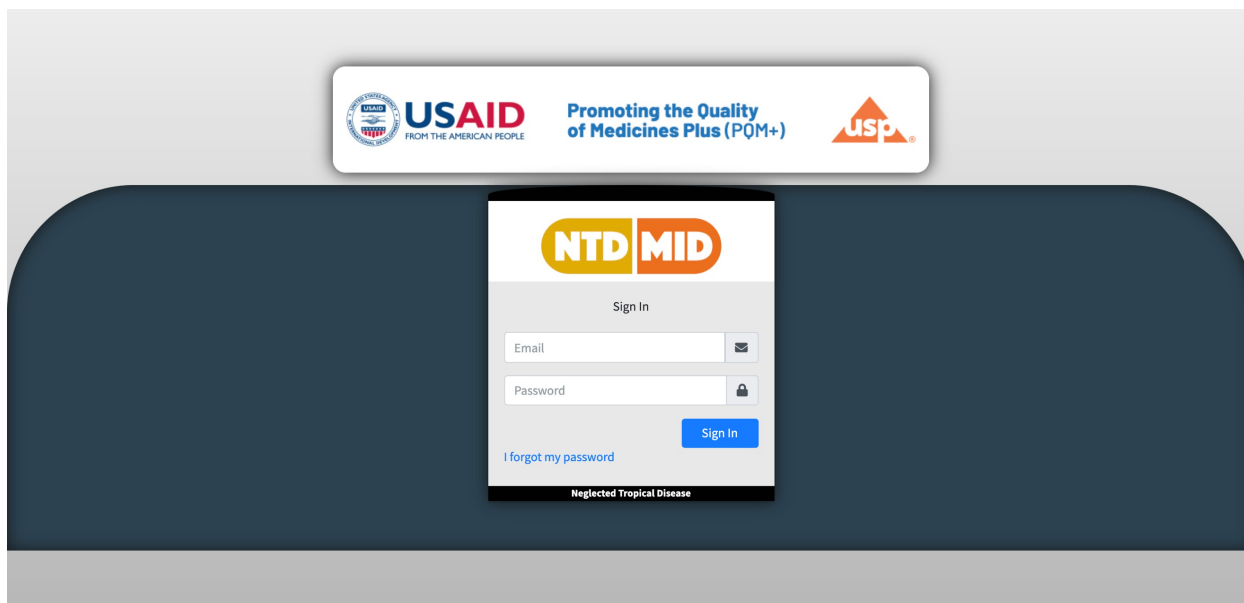 USAID
FROM THE AMERICAN PEOPLE
Promoting the Quality
of Medicines Plus (PQM+)
usp ®
NTD MID
Sign In
Email
Password
Sign In
I forgot my password
Neglected Tropical Disease